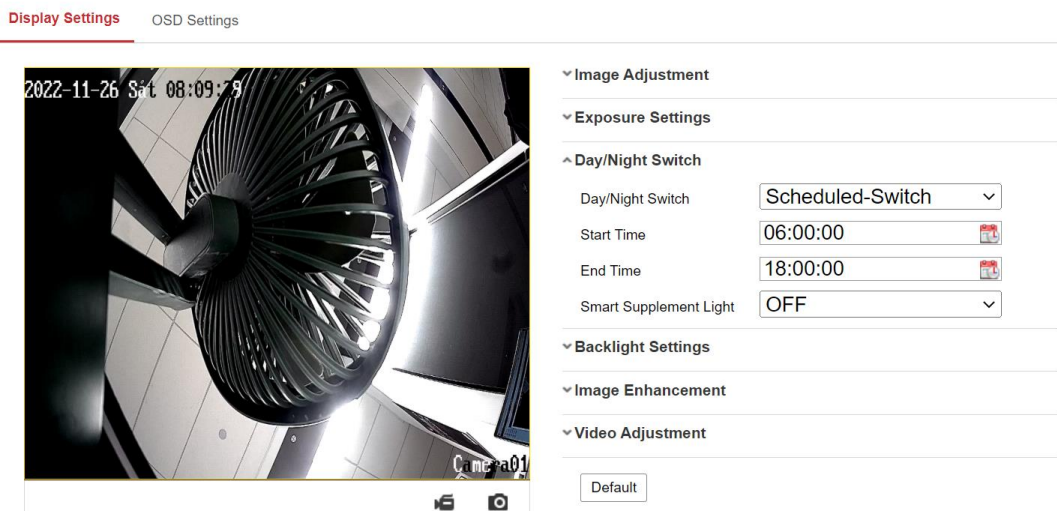 Display Settings
OSD Settings
2022-11-26 Sat 08:09:29
Camera01
Image Adjustment
Exposure Settings
Day/Night Switch
Day/Night Switch Scheduled-Switch
Start Time 06:00:00
End Time 18:00:00
Smart Supplement Light OFF
Backlight Settings
Image Enhancement
Video Adjustment
Default